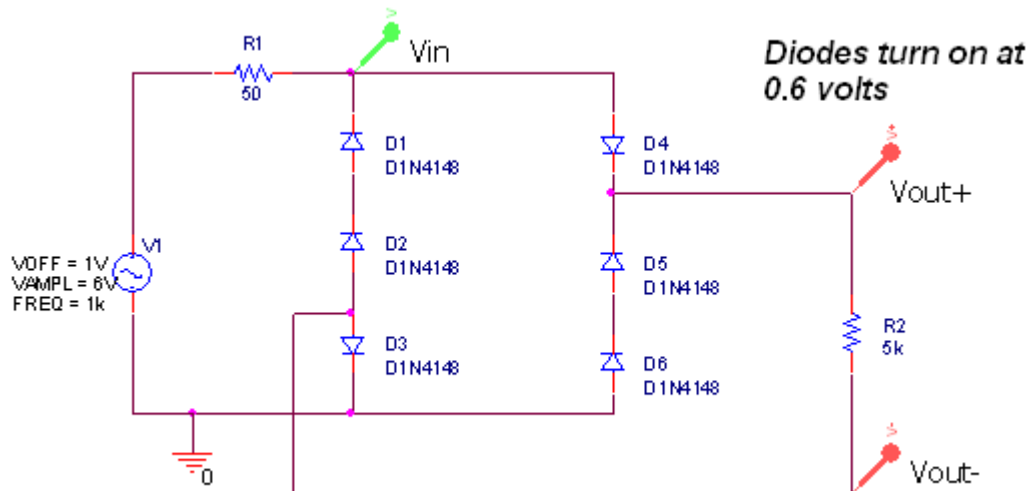 R1
50
Vin
Diodes turn on at
0.6 volts
D1
D1N4148
D4
D1N4148
Vout+
D2
D1N4148
V1
VOFF = 1V
VAMPL = 6V
FREQ = 1k
D5
D1N4148
D3
D1N4148
R2
5k
D6
D1N4148
0
Vout-